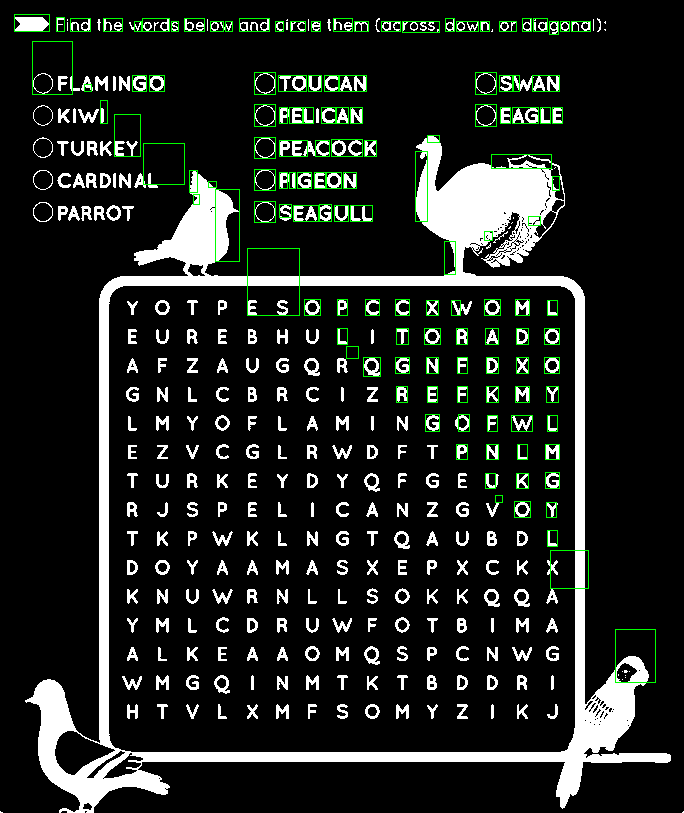 Find the words below and circle them (across, down, or diagonal):
FLAMINGO TOUCAN SWAN
KIWI PELICAN EAGLE
TURKEY PEACOCK
CARDINAL PIGEON
PARROT SEAGULL
Y O T P E S O P C C X W O M L
E U R E B H U L I T O R A D O
A F Z A U G Q R Q G N F D X O
G N L C B R C I Z R E F K M Y
L M Y O F L A M I N G O F W L
E Z V C G L R W D F T P N L M
T U R K E Y D Y Q F G E U K G
R J S P E L I C A N Z G V O Y
T K P W K L N G T Q A U B D L
D O Y A A M A S X E P X C K X
K N U W R N L L S O K K Q Q A
Y M L C D R U W F O T B I M A
A L K E A A O M Q S P C N W G
W M G Q I N M T K T B D D R I
H T V L X M F S O M Y Z I K J